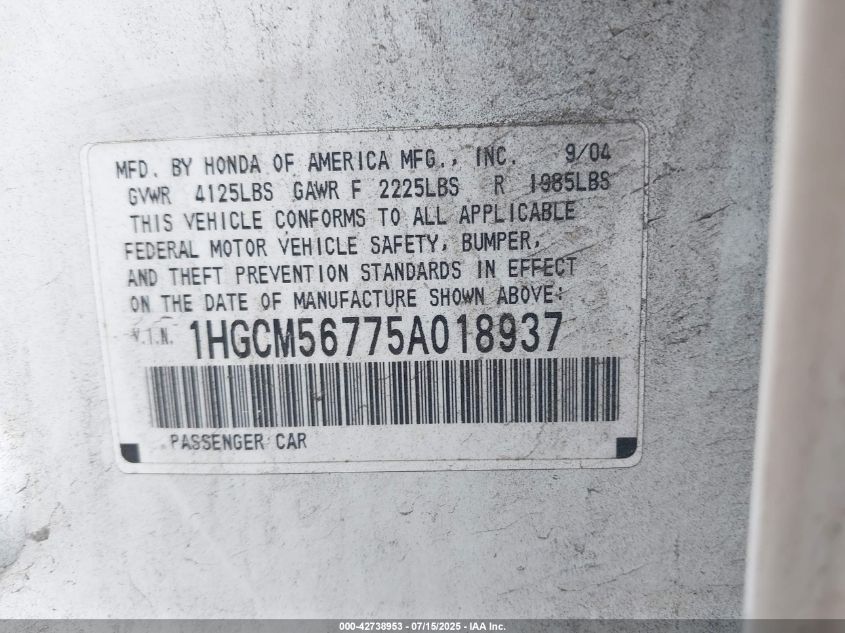 MFD. BY HONDA OF AMERICA MFG., INC. 9/04
GVWR 4125LBS GAWR F 2225LBS R 1985LBS
THIS VEHICLE CONFORMS TO ALL APPLICABLE
FEDERAL MOTOR VEHICLE SAFETY, BUMPER,
AND THEFT PREVENTION STANDARDS IN EFFECT
ON THE DATE OF MANUFACTURE SHOWN ABOVE:
V.I.N. 1HGCM56775A018937
PASSENGER CAR
000-42738953 - 07/15/2025 - IAA Inc.